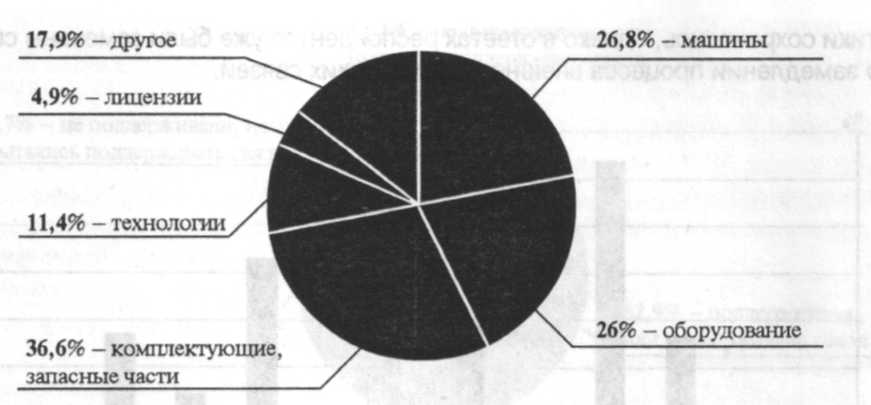 17,9% – другое
26,8% – машины
4,9% – лицензии
11,4% – технологии
26% – оборудование
36,6% – комплектующие,
запасные части